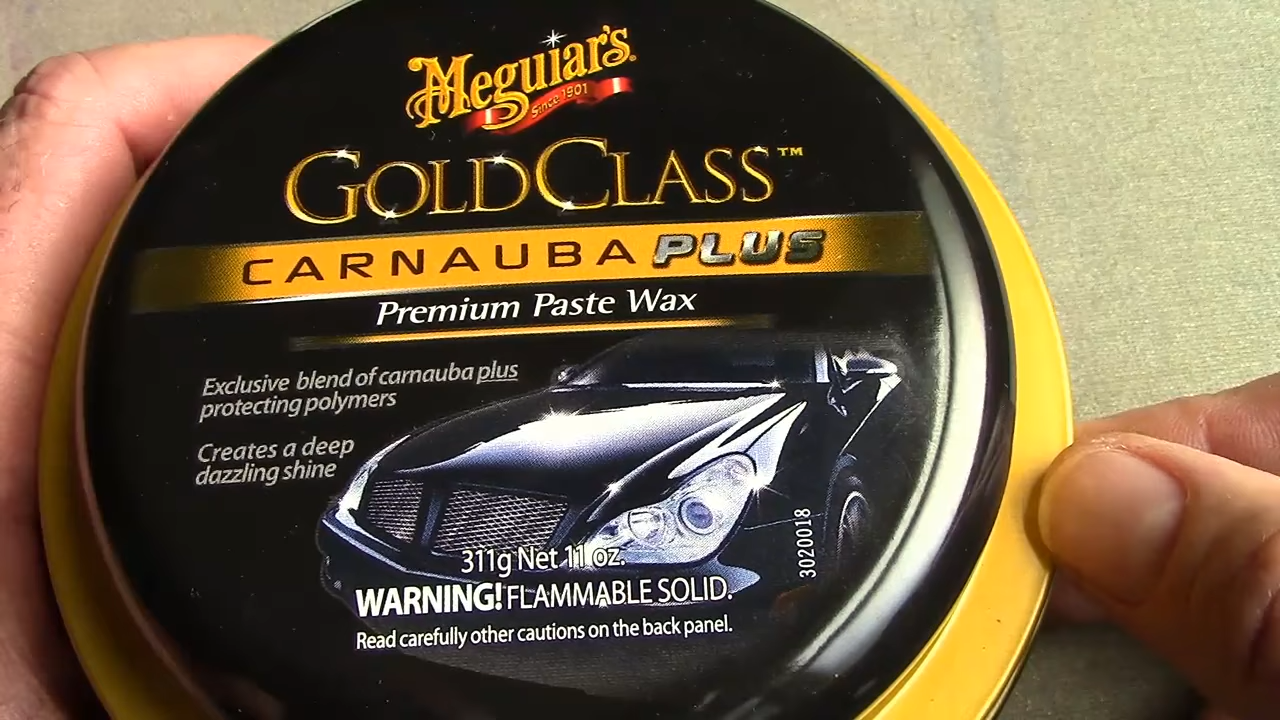 Meguiar's
Since 1901
GOLDCLASS™
CARNAUBA PLUS
Premium Paste Wax
Exclusive blend of carnauba plus
protecting polymers
Creates a deep
dazzling shine
311g Net 11 oz.
WARNING! FLAMMABLE SOLID.
Read carefully other cautions on the back panel.
3020018